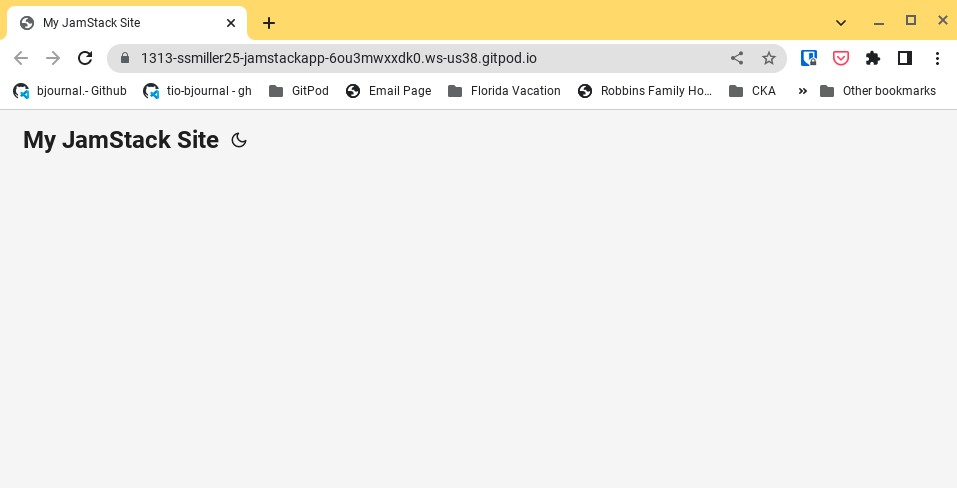 My JamStack Site
1313-ssmiller25-jamstackapp-6ou3mwxxdk0.ws-us38.gitpod.io
bjournal.- Github tio-bjournal - gh GitPod Email Page Florida Vacation Robbins Family Ho... CKA » Other bookmarks
My JamStack Site